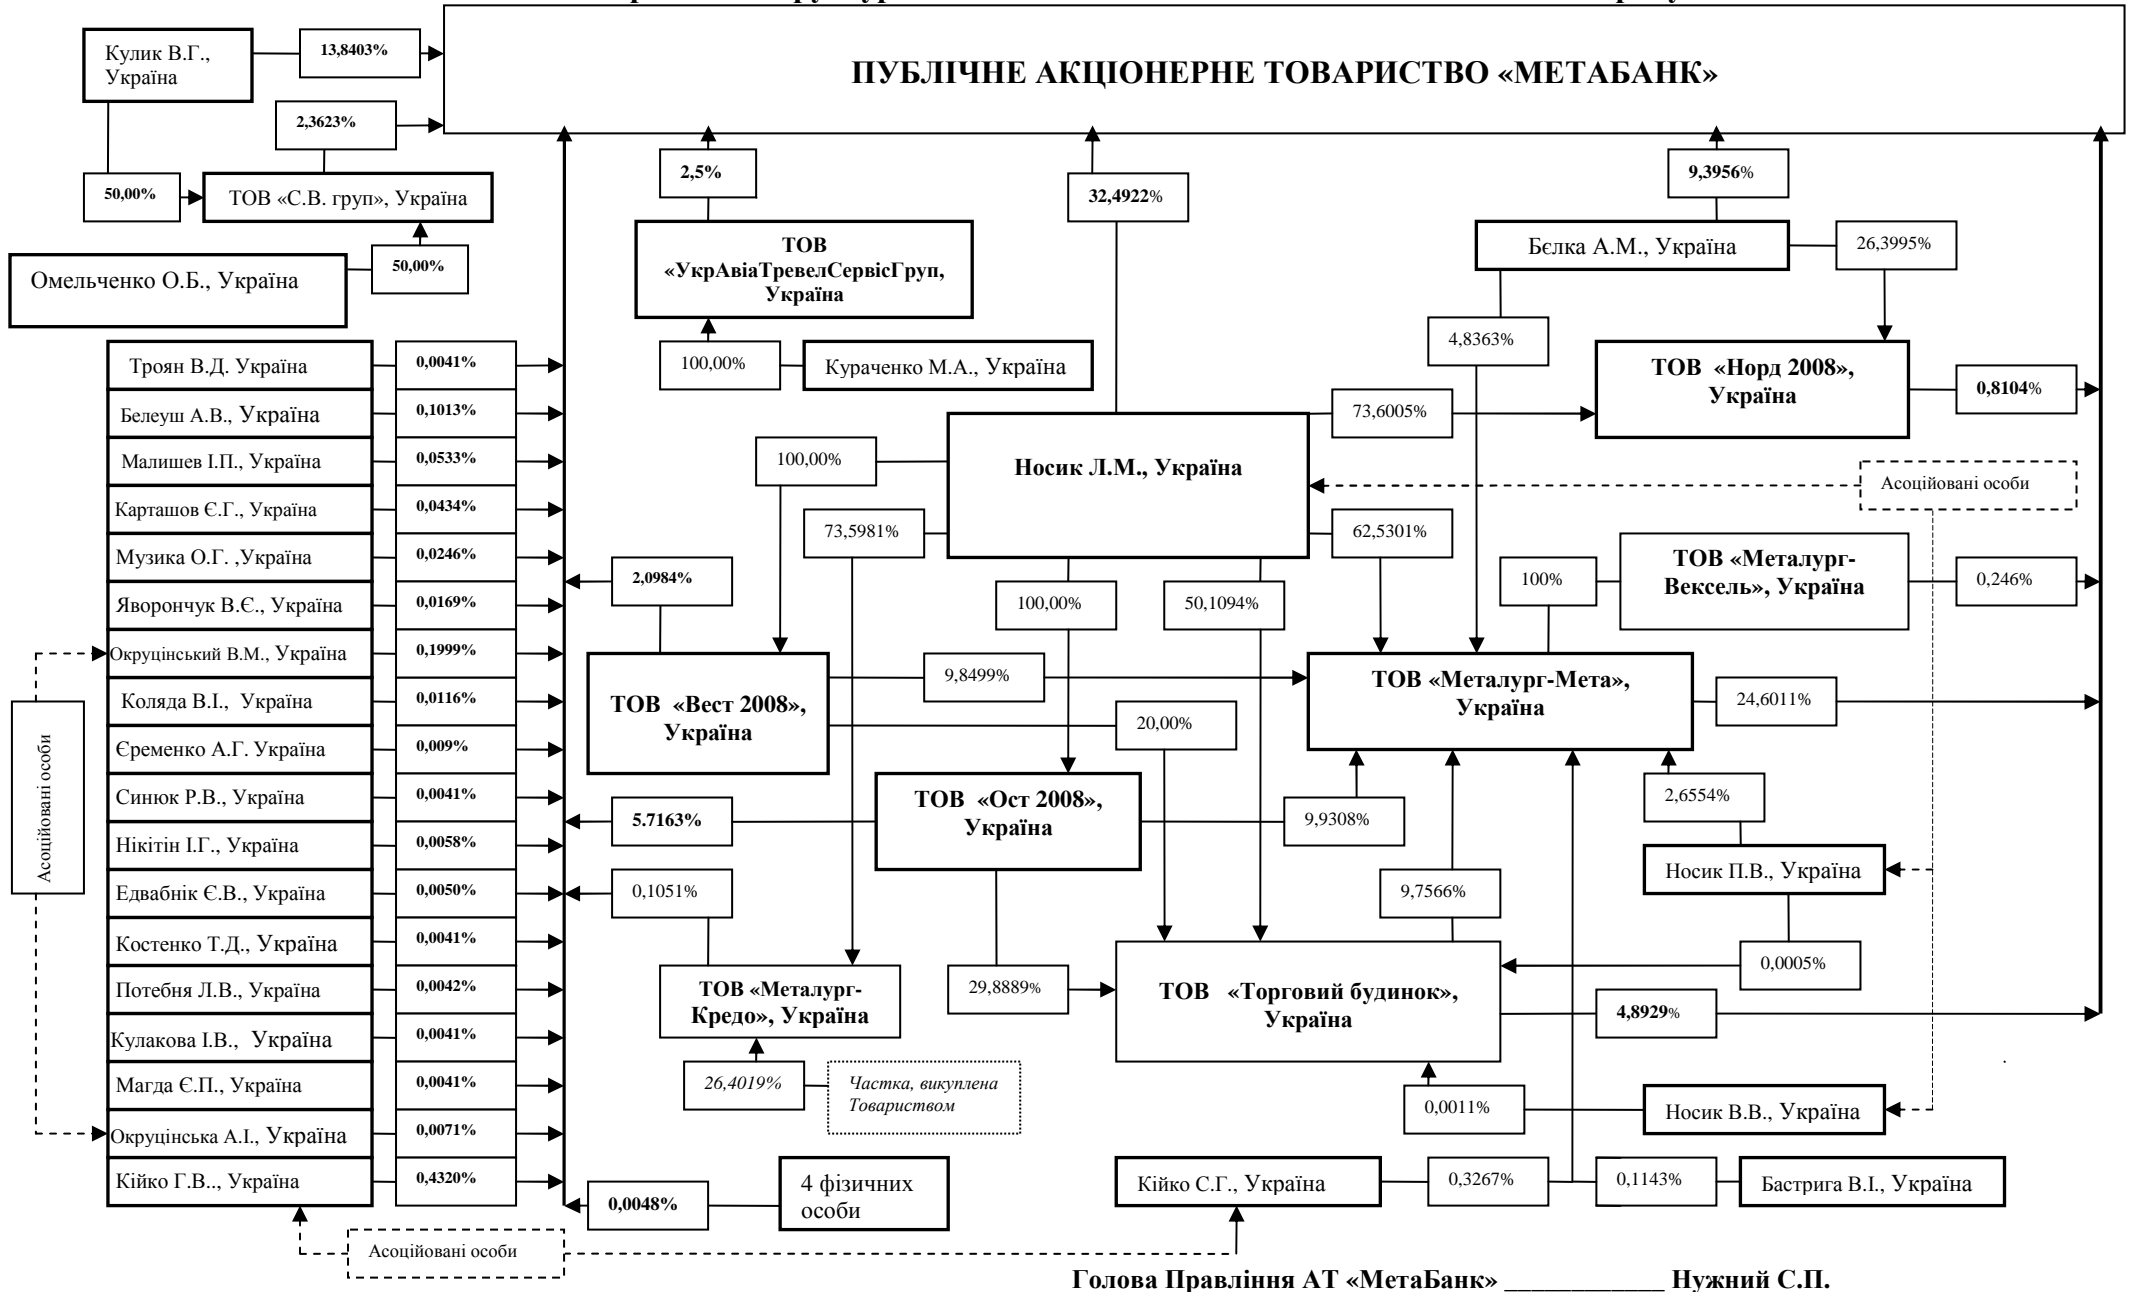 ПУБЛІЧНЕ АКЦІОНЕРНЕ ТОВАРИСТВО «МЕТАБАНК»
Кулик В.Г.,
Україна
13,8403%
2,3623%
50,00%
ТОВ «С.В. груп», Україна
50,00%
Омельченко О.Б., Україна
2,5%
ТОВ
«УкрАвіаТревелСервісГруп,
Україна
100,00%
Кураченко М.А., Україна
32,4922%
9,3956%
Бєлка А.М., Україна
26,3995%
4,8363%
ТОВ «Норд 2008»,
Україна
0,8104%
Троян В.Д. Україна
0,0041%
Белеуш А.В., Україна
0,1013%
Малишев І.П., Україна
0,0533%
Карташов Є.Г., Україна
0,0434%
Музика О.Г. ,Україна
0,0246%
Яворончук В.Є., Україна
0,0169%
Окруцінський В.М., Україна
0,1999%
Коляда В.І., Україна
0,0116%
Єременко А.Г. Україна
0,009%
Синюк Р.В., Україна
0,0041%
Нікітін І.Г., Україна
0,0058%
Едвабнік Є.В., Україна
0,0050%
Костенко Т.Д., Україна
0,0041%
Потебня Л.В., Україна
0,0042%
Кулакова І.В., Україна
0,0041%
Магда Є.П., Україна
0,0041%
Окруцінська А.І., Україна
0,0071%
Кійко Г.В.., Україна
0,4320%
Асоційовані особи
Носик Л.М., Україна
73,6005%
100,00%
73,5981%
62,5301%
Асоційовані особи
2,0984%
100,00%
50,1094%
100%
ТОВ «Металург-
Вексель», Україна
0,246%
ТОВ «Вест 2008»,
Україна
9,8499%
20,00%
ТОВ «Металург-Мета»,
Україна
24,6011%
5.7163%
ТОВ «Ост 2008»,
Україна
9,9308%
2,6554%
0,1051%
9,7566%
Носик П.В., Україна
0,0005%
ТОВ «Металург-
Кредо», Україна
29,8889%
ТОВ «Торговий будинок»,
Україна
4,8929%
26,4019%
Частка, викуплена
Товариством
0,0011%
Носик В.В., Україна
0,0048%
4 фізичних
особи
Кійко С.Г., Україна
0,3267%
0,1143%
Бастрига В.І., Україна
Асоційовані особи
Голова Правління АТ «МетаБанк» ____________ Нужний С.П.